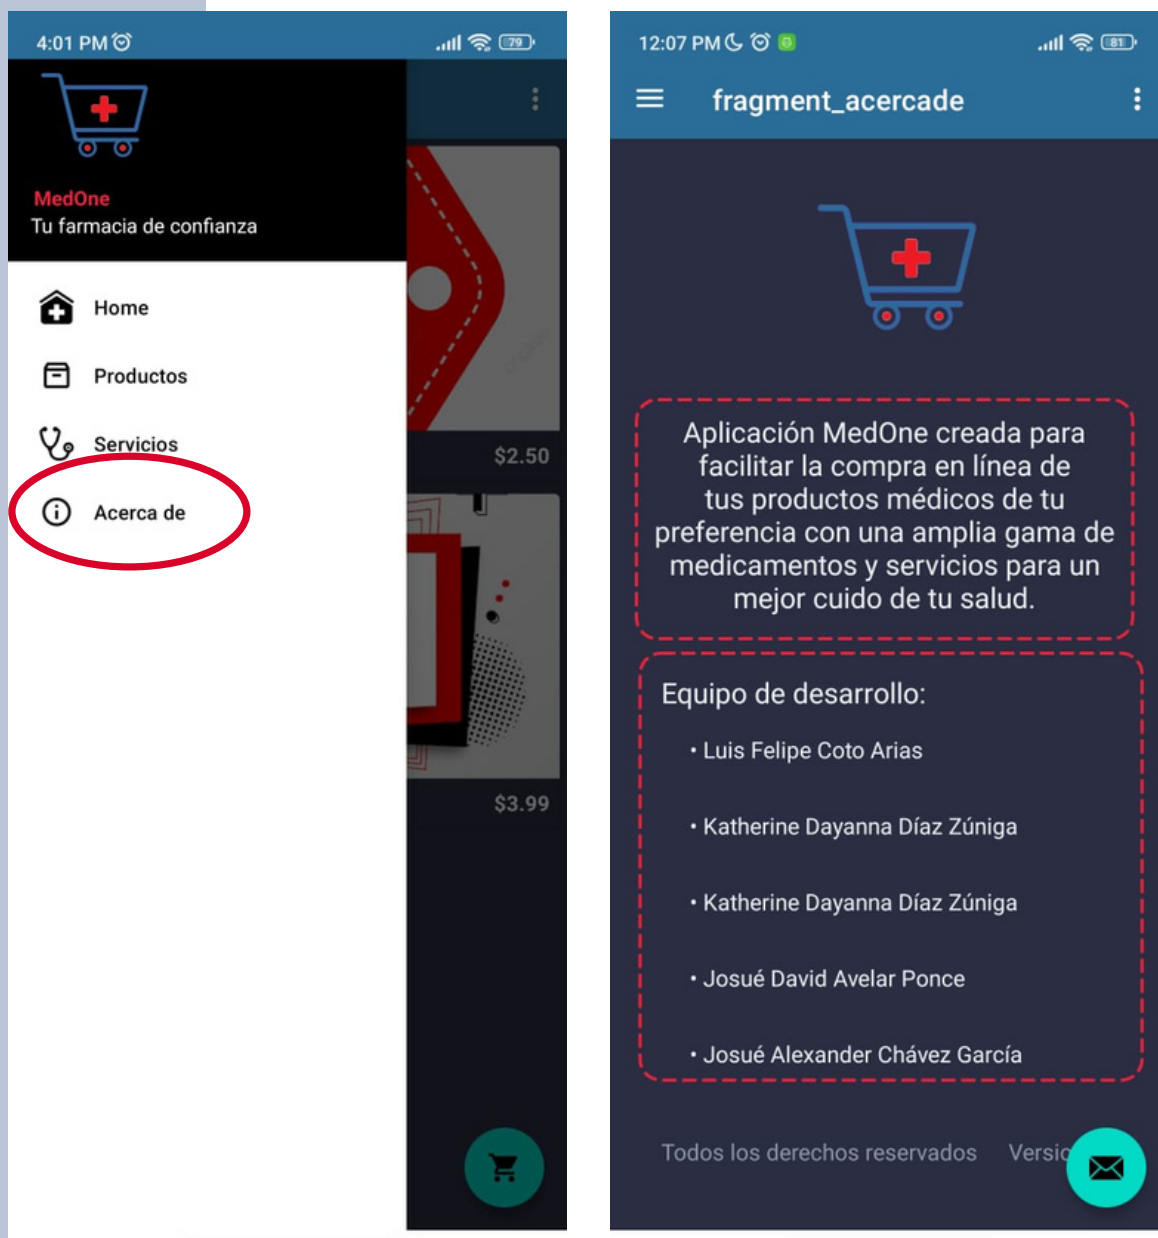 4:01 PM
79
MedOne
Tu farmacia de confianza
Home
Productos
Servicios
Acerca de
$2.50
$3.99
12:07 PM
81
fragment_acercade
Aplicación MedOne creada para
facilitar la compra en línea de
tus productos médicos de tu
preferencia con una amplia gama de
medicamentos y servicios para un
mejor cuido de tu salud.
Equipo de desarrollo:
• Luis Felipe Coto Arias
• Katherine Dayanna Díaz Zúniga
• Katherine Dayanna Díaz Zúniga
• Josué David Avelar Ponce
• Josué Alexander Chávez García
Todos los derechos reservados Versio